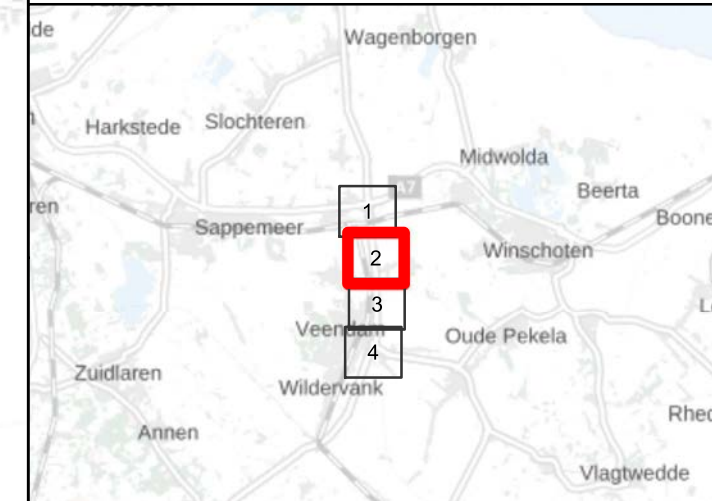 de
Wagenborgen
Harkstede
Slochteren
Midwolda
A7
Beerta
ren
1
Boone
Sappemeer
Winschoten
2
3
Veendam
Oude Pekela
4
Zuidlaren
Wildervank
Rhed
Annen
Vlagtwedde